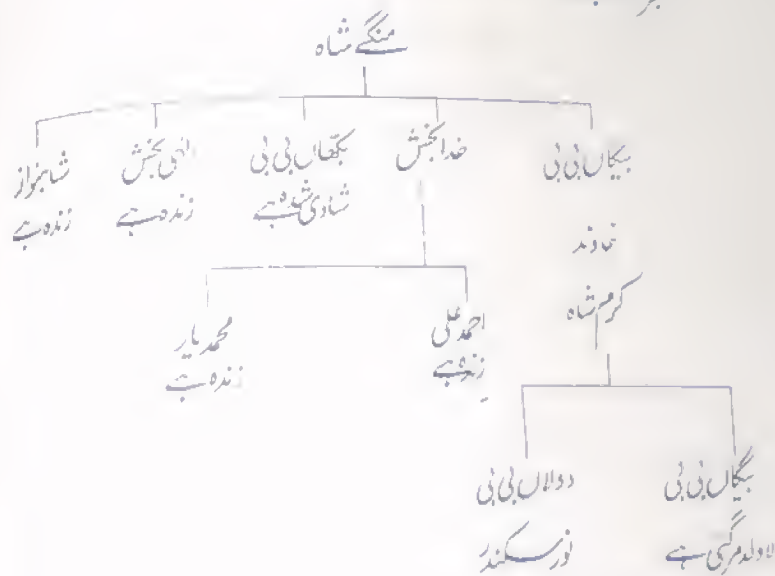 منگے شاہ
بیگاں بی بی
خدا بخش
بکھاں بی بی
الٰہی بخش
شاہنواز
شادی شدہ ہے
زندہ ہے
زندہ ہے
خاوند
کرم شاہ
احمد علی
محمد یار
زندہ ہے
زندہ ہے
بیگاں بی بی
دولاں بی بی
لاولد مر گئی ہے
نور سکندر